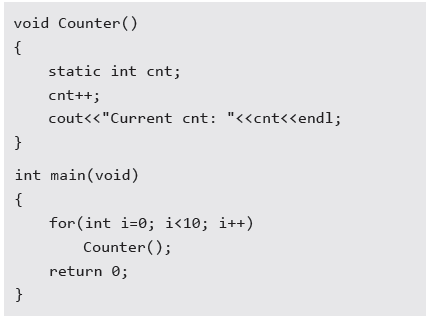 void Counter()
{
    static int cnt;
    cnt++;
    cout<<"Current cnt: "<<cnt<<endl;
}
int main(void)
{
    for(int i=0; i<10; i++)
        Counter();
    return 0;
}